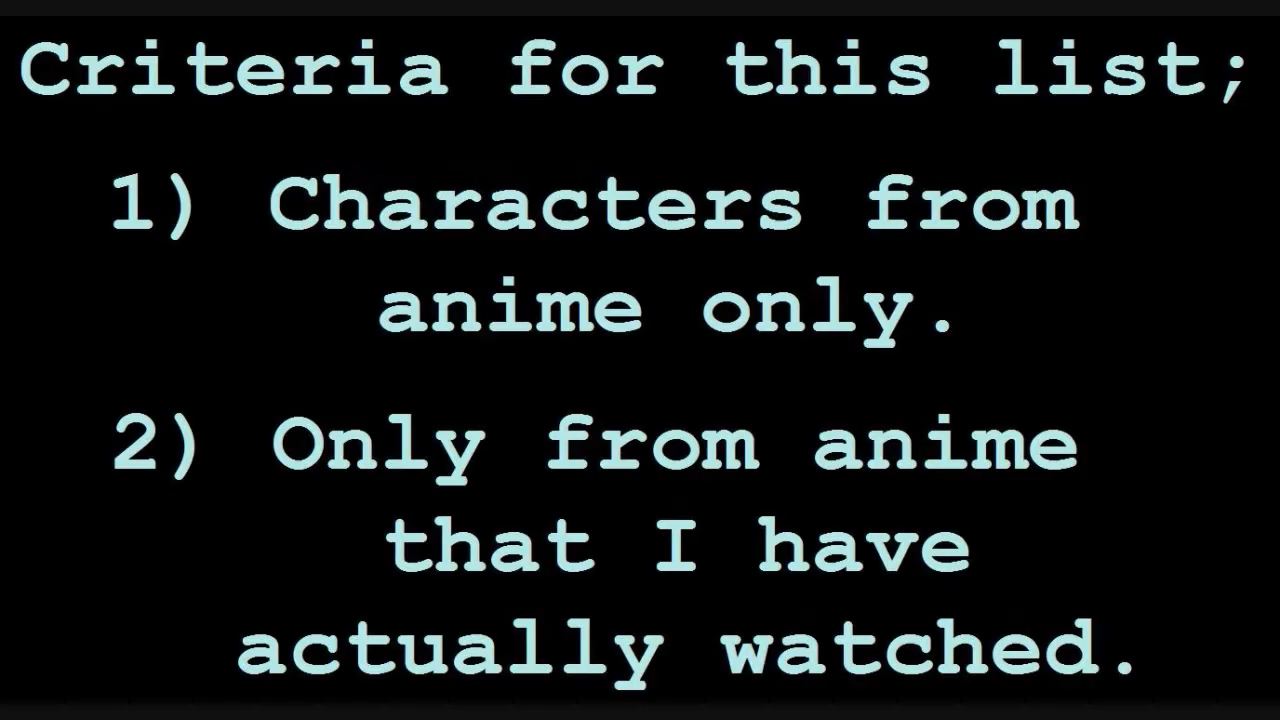 Criteria for this list;
1) Characters from
anime only.
2) Only from anime
that I have
actually watched.